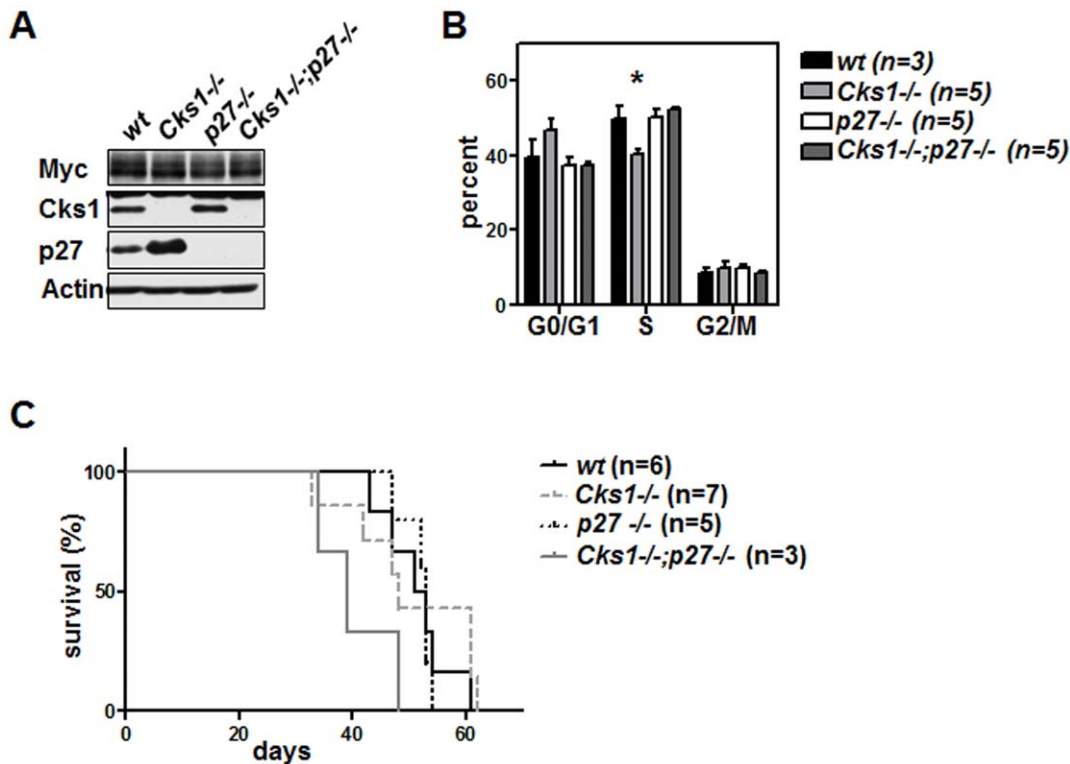 A
wt
Cks1-/-
p27-/-
Cks1-/-;p27-/-
Myc
Cks1
p27
Actin
B
percent
60
40
20
0
G0/G1
S
G2/M
*
wt (n=3)
Cks1-/- (n=5)
p27-/- (n=5)
Cks1-/-;p27-/- (n=5)
C
survival (%)
100
50
0
0
20
40
60
days
wt (n=6)
Cks1-/- (n=7)
p27 -/- (n=5)
Cks1-/-;p27-/- (n=3)